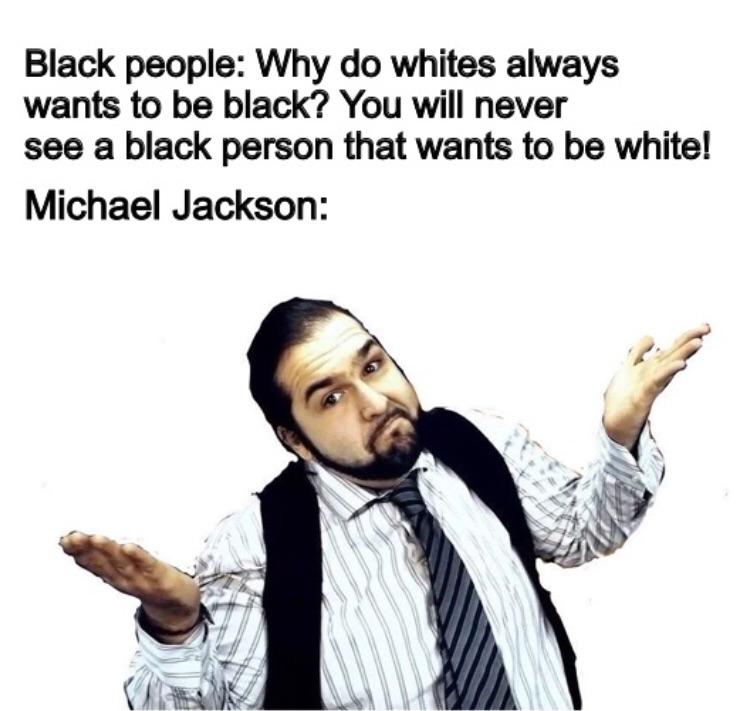 Black people: Why do whites always
wants to be black? You will never
see a black person that wants to be white!
Michael Jackson: